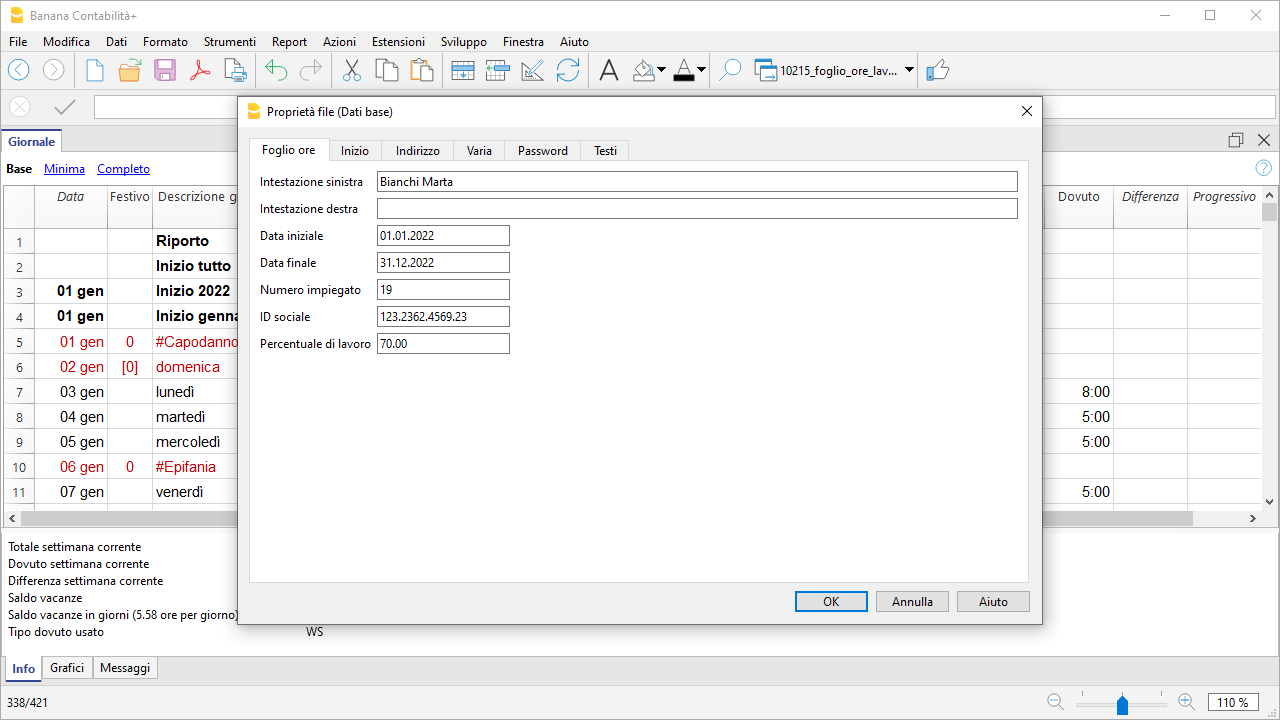 Banana Contabilità+
File Modifica Dati Formato Strumenti Report Azioni Estensioni Sviluppo Finestra Aiuto
10215_foglio_ore_lav...
Proprietà file (Dati base)
Giornale
Foglio ore Inizio Indirizzo Varia Password Testi
Base Minima Completo
Intestazione sinistra Bianchi Marta
Intestazione destra
Data iniziale 01.01.2022
Data finale 31.12.2022
Numero impiegato 19
ID sociale 123.2362.4569.23
Percentuale di lavoro 70.00
OK Annulla Aiuto
Data Festivo Descrizione g Dovuto Differenza Progressivo
1 Riporto
2 Inizio tutto
3 01 gen Inizio 2022
4 01 gen Inizio genna
5 01 gen 0 #Capodanno
6 02 gen [0] domenica
7 03 gen lunedì 8:00
8 04 gen martedì 5:00
9 05 gen mercoledì 5:00
10 06 gen 0 #Epifania
11 07 gen venerdì 5:00
Totale settimana corrente
Dovuto settimana corrente
Differenza settimana corrente
Saldo vacanze
Saldo vacanze in giorni (5.58 ore per giorno)
Tipo dovuto usato WS
Info Grafici Messaggi
338/421 110 %